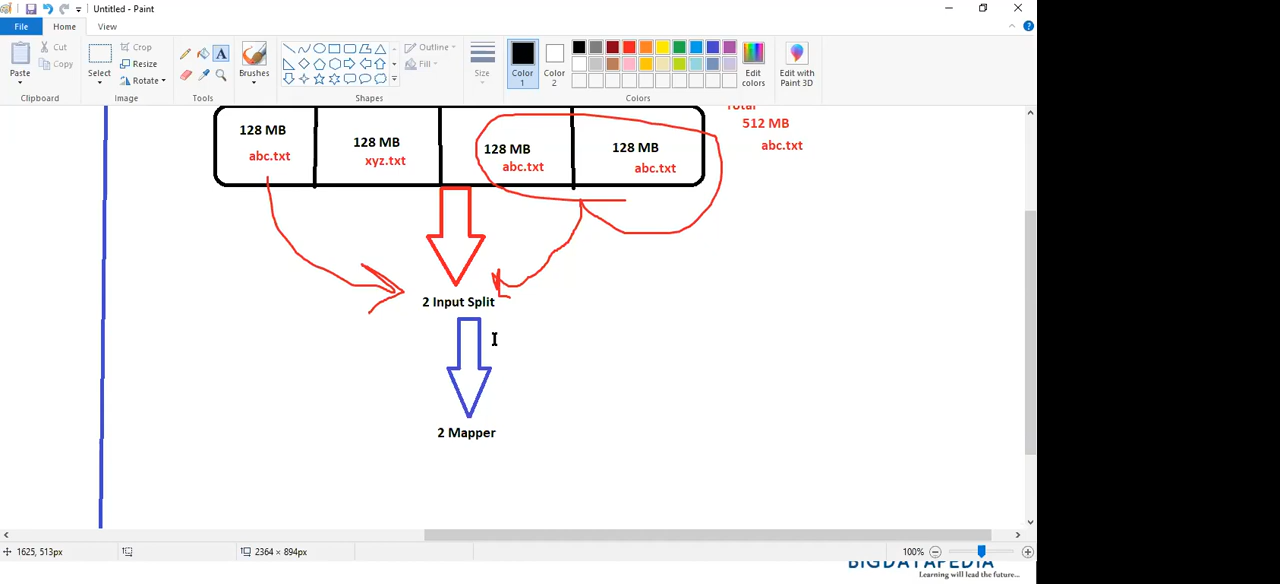 Untitled - Paint
File
Home
View
Paste
Cut
Copy
Clipboard
Select
Crop
Resize
Rotate
Image
A
Tools
Brushes
Outline
Fill
Shapes
Size
Color
1
Color
2
Edit
colors
Edit with
Paint 3D
Colors
Total
512 MB
abc.txt
128 MB
abc.txt
128 MB
xyz.txt
128 MB
abc.txt
128 MB
abc.txt
2 Input Split
2 Mapper
1625, 513px
2364 × 894px
100%
BIGDATAPEDIA
Learning will lead the future...